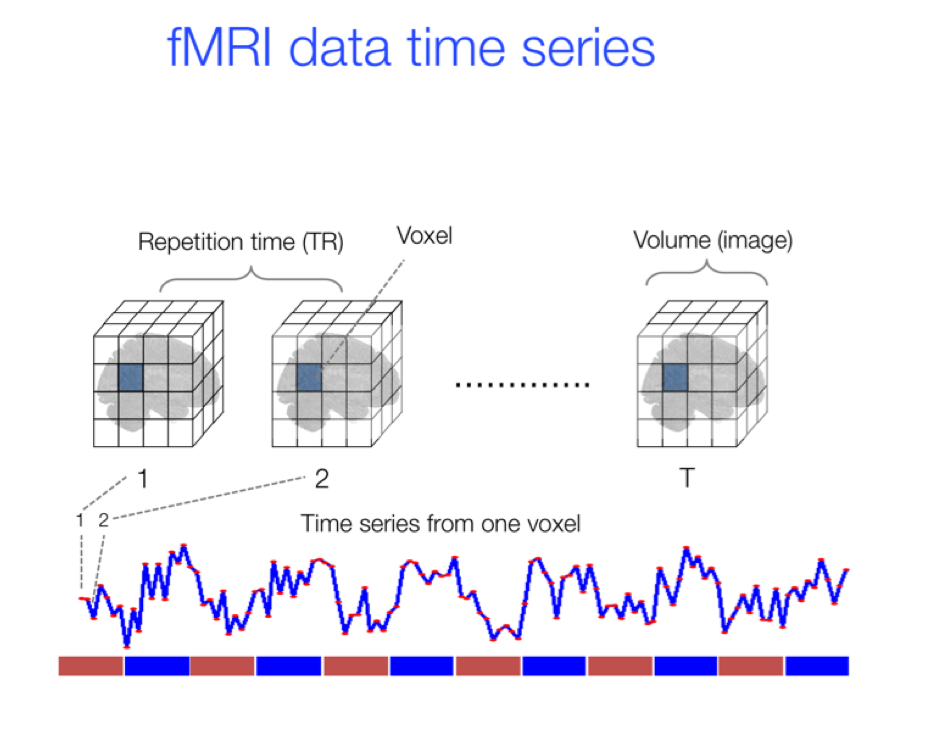 fMRI data time series
Repetition time (TR)
Voxel
Volume (image)
1
2
T
1
2
Time series from one voxel